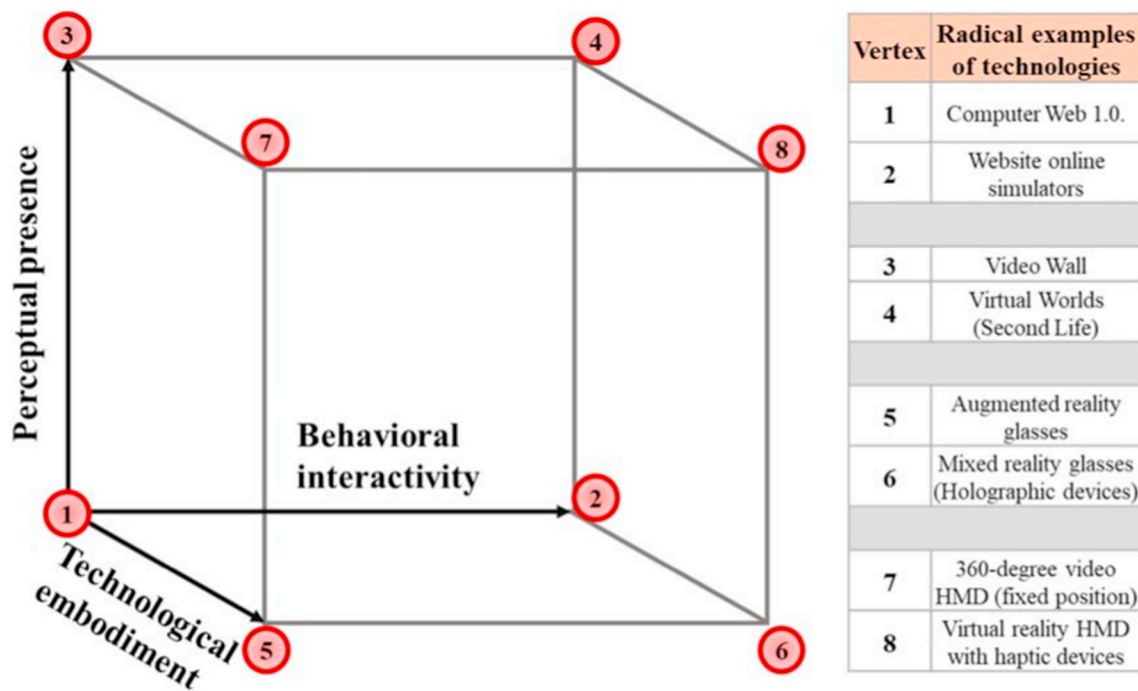 3
4
7
8
Perceptual presence
Behavioral
interactivity
1
2
Technological
embodiment
5
6
Vertex
Radical examples
of technologies
1
Computer Web 1.0.
2
Website online
simulators
3
Video Wall
4
Virtual Worlds
(Second Life)
5
Augmented reality
glasses
6
Mixed reality glasses
(Holographic devices)
7
360-degree video
HMD (fixed position)
8
Virtual reality HMD
with haptic devices